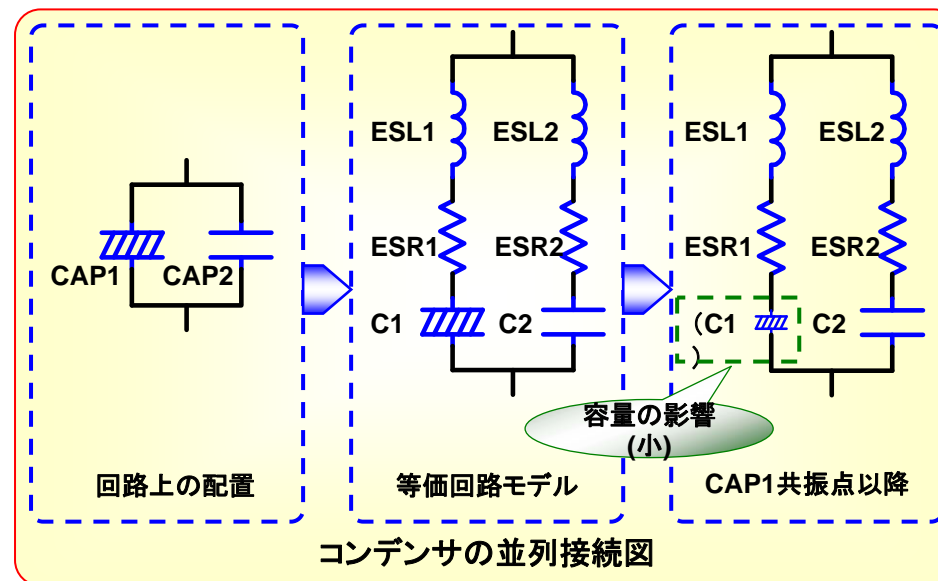 CAP1
CAP2
回路上の配置
ESL1
ESL2
ESR1
ESR2
C1
C2
等価回路モデル
ESL1
ESL2
ESR1
ESR2
（C1
）
C2
容量の影響
(小)
CAP1共振点以降
コンデンサの並列接続図